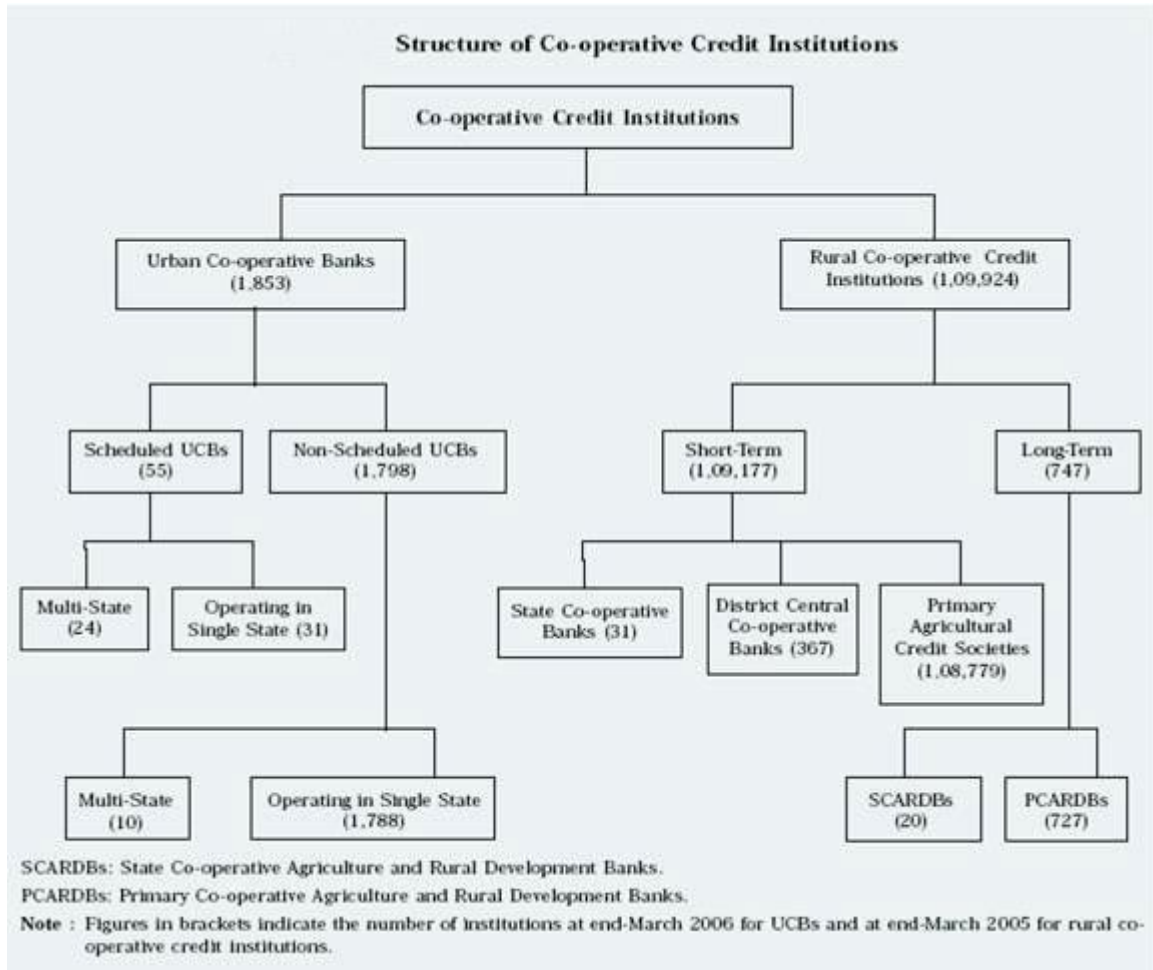 Structure of Co-operative Credit Institutions
Co-operative Credit Institutions
Urban Co-operative Banks
(1,853)
Rural Co-operative Credit
Institutions (1,09,924)
Scheduled UCBs
(55)
Non-Scheduled UCBs
(1,798)
Short-Term
(1,09,177)
Long-Term
(747)
Multi-State
(24)
Operating in
Single State (31)
State Co-operative
Banks (31)
District Central
Co-operative
Banks (367)
Primary
Agricultural
Credit Societies
(1,08,779)
Multi-State
(10)
Operating in Single State
(1,788)
SCARDBs
(20)
PCARDBs
(727)
SCARDBs: State Co-operative Agriculture and Rural Development Banks.
PCARDBs: Primary Co-operative Agriculture and Rural Development Banks.
Note : Figures in brackets indicate the number of institutions at end-March 2006 for UCBs and at end-March 2005 for rural co-
operative credit institutions.